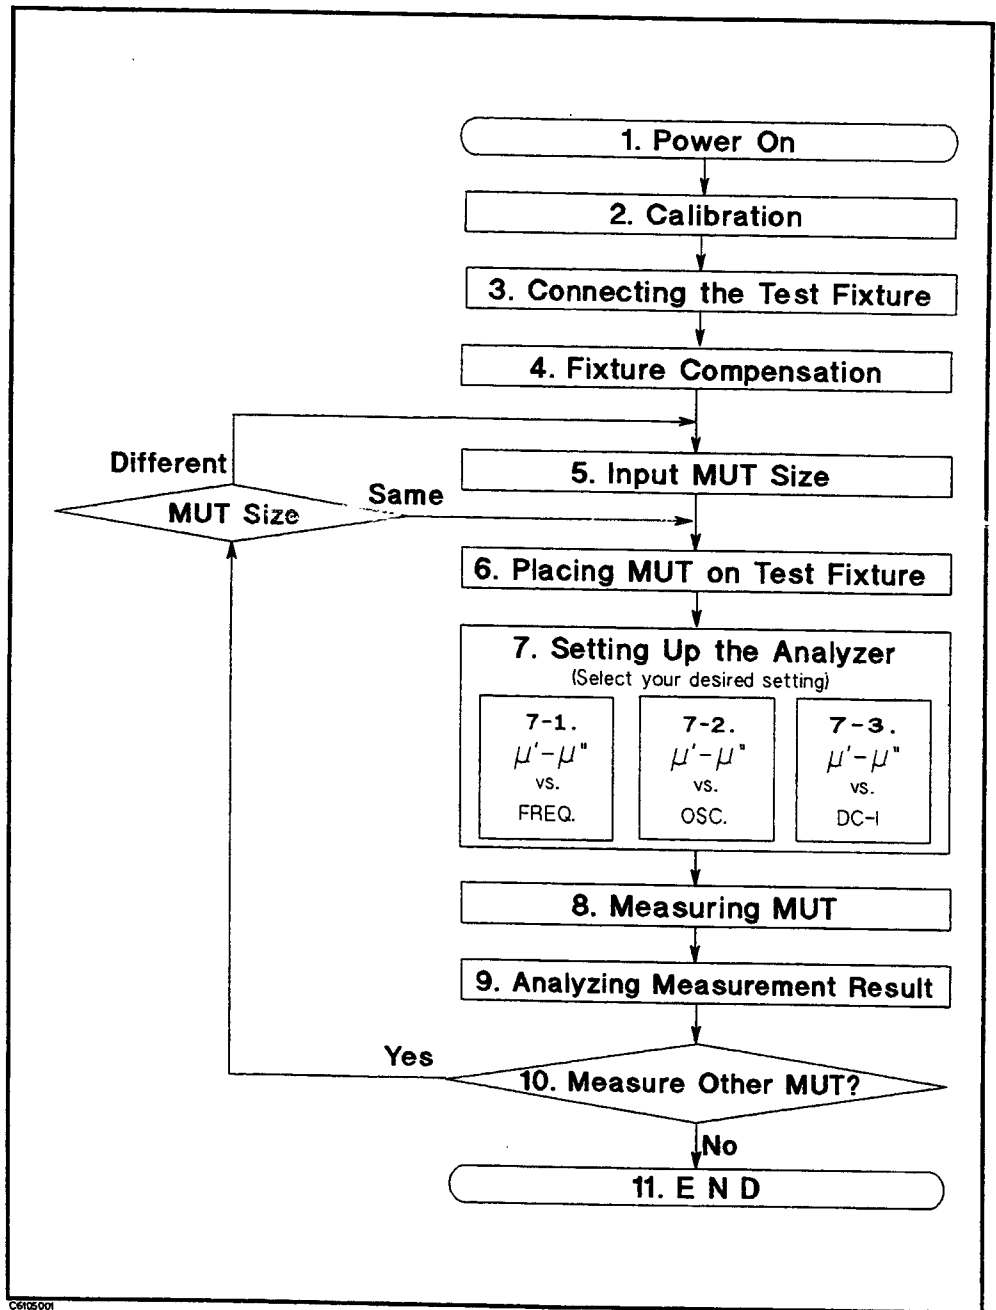 1. Power On
2. Calibration
3. Connecting the Test Fixture
4. Fixture Compensation
Different
5. Input MUT Size
Same
MUT Size
6. Placing MUT on Test Fixture
7. Setting Up the Analyzer
(Select your desired setting)
7-1.
μ'-μ"
vs.
FREQ.
7-2.
μ'-μ"
vs.
OSC.
7-3.
μ'-μ"
vs.
DC-I
8. Measuring MUT
9. Analyzing Measurement Result
Yes
10. Measure Other MUT?
No
11. E N D
C6105001